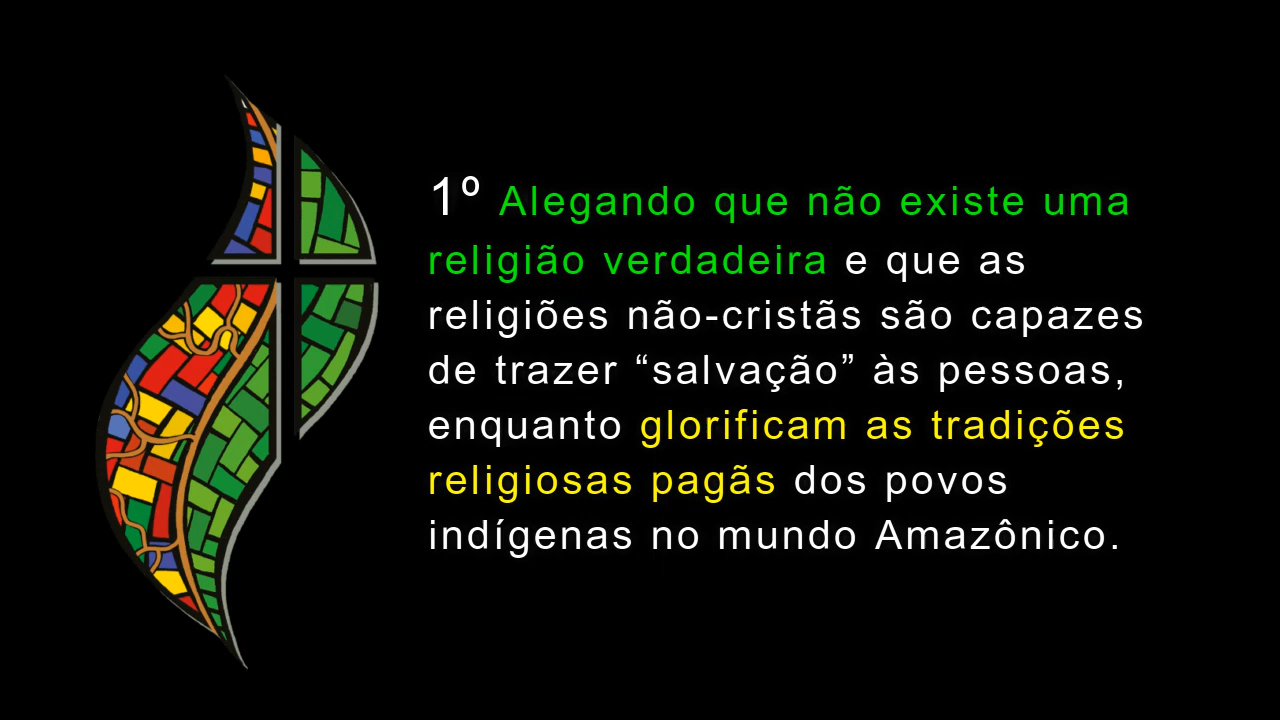 1º Alegando que não existe uma
religião verdadeira e que as
religiões não-cristãs são capazes
de trazer “salvação” às pessoas,
enquanto glorificam as tradições
religiosas pagãs dos povos
indígenas no mundo Amazônico.